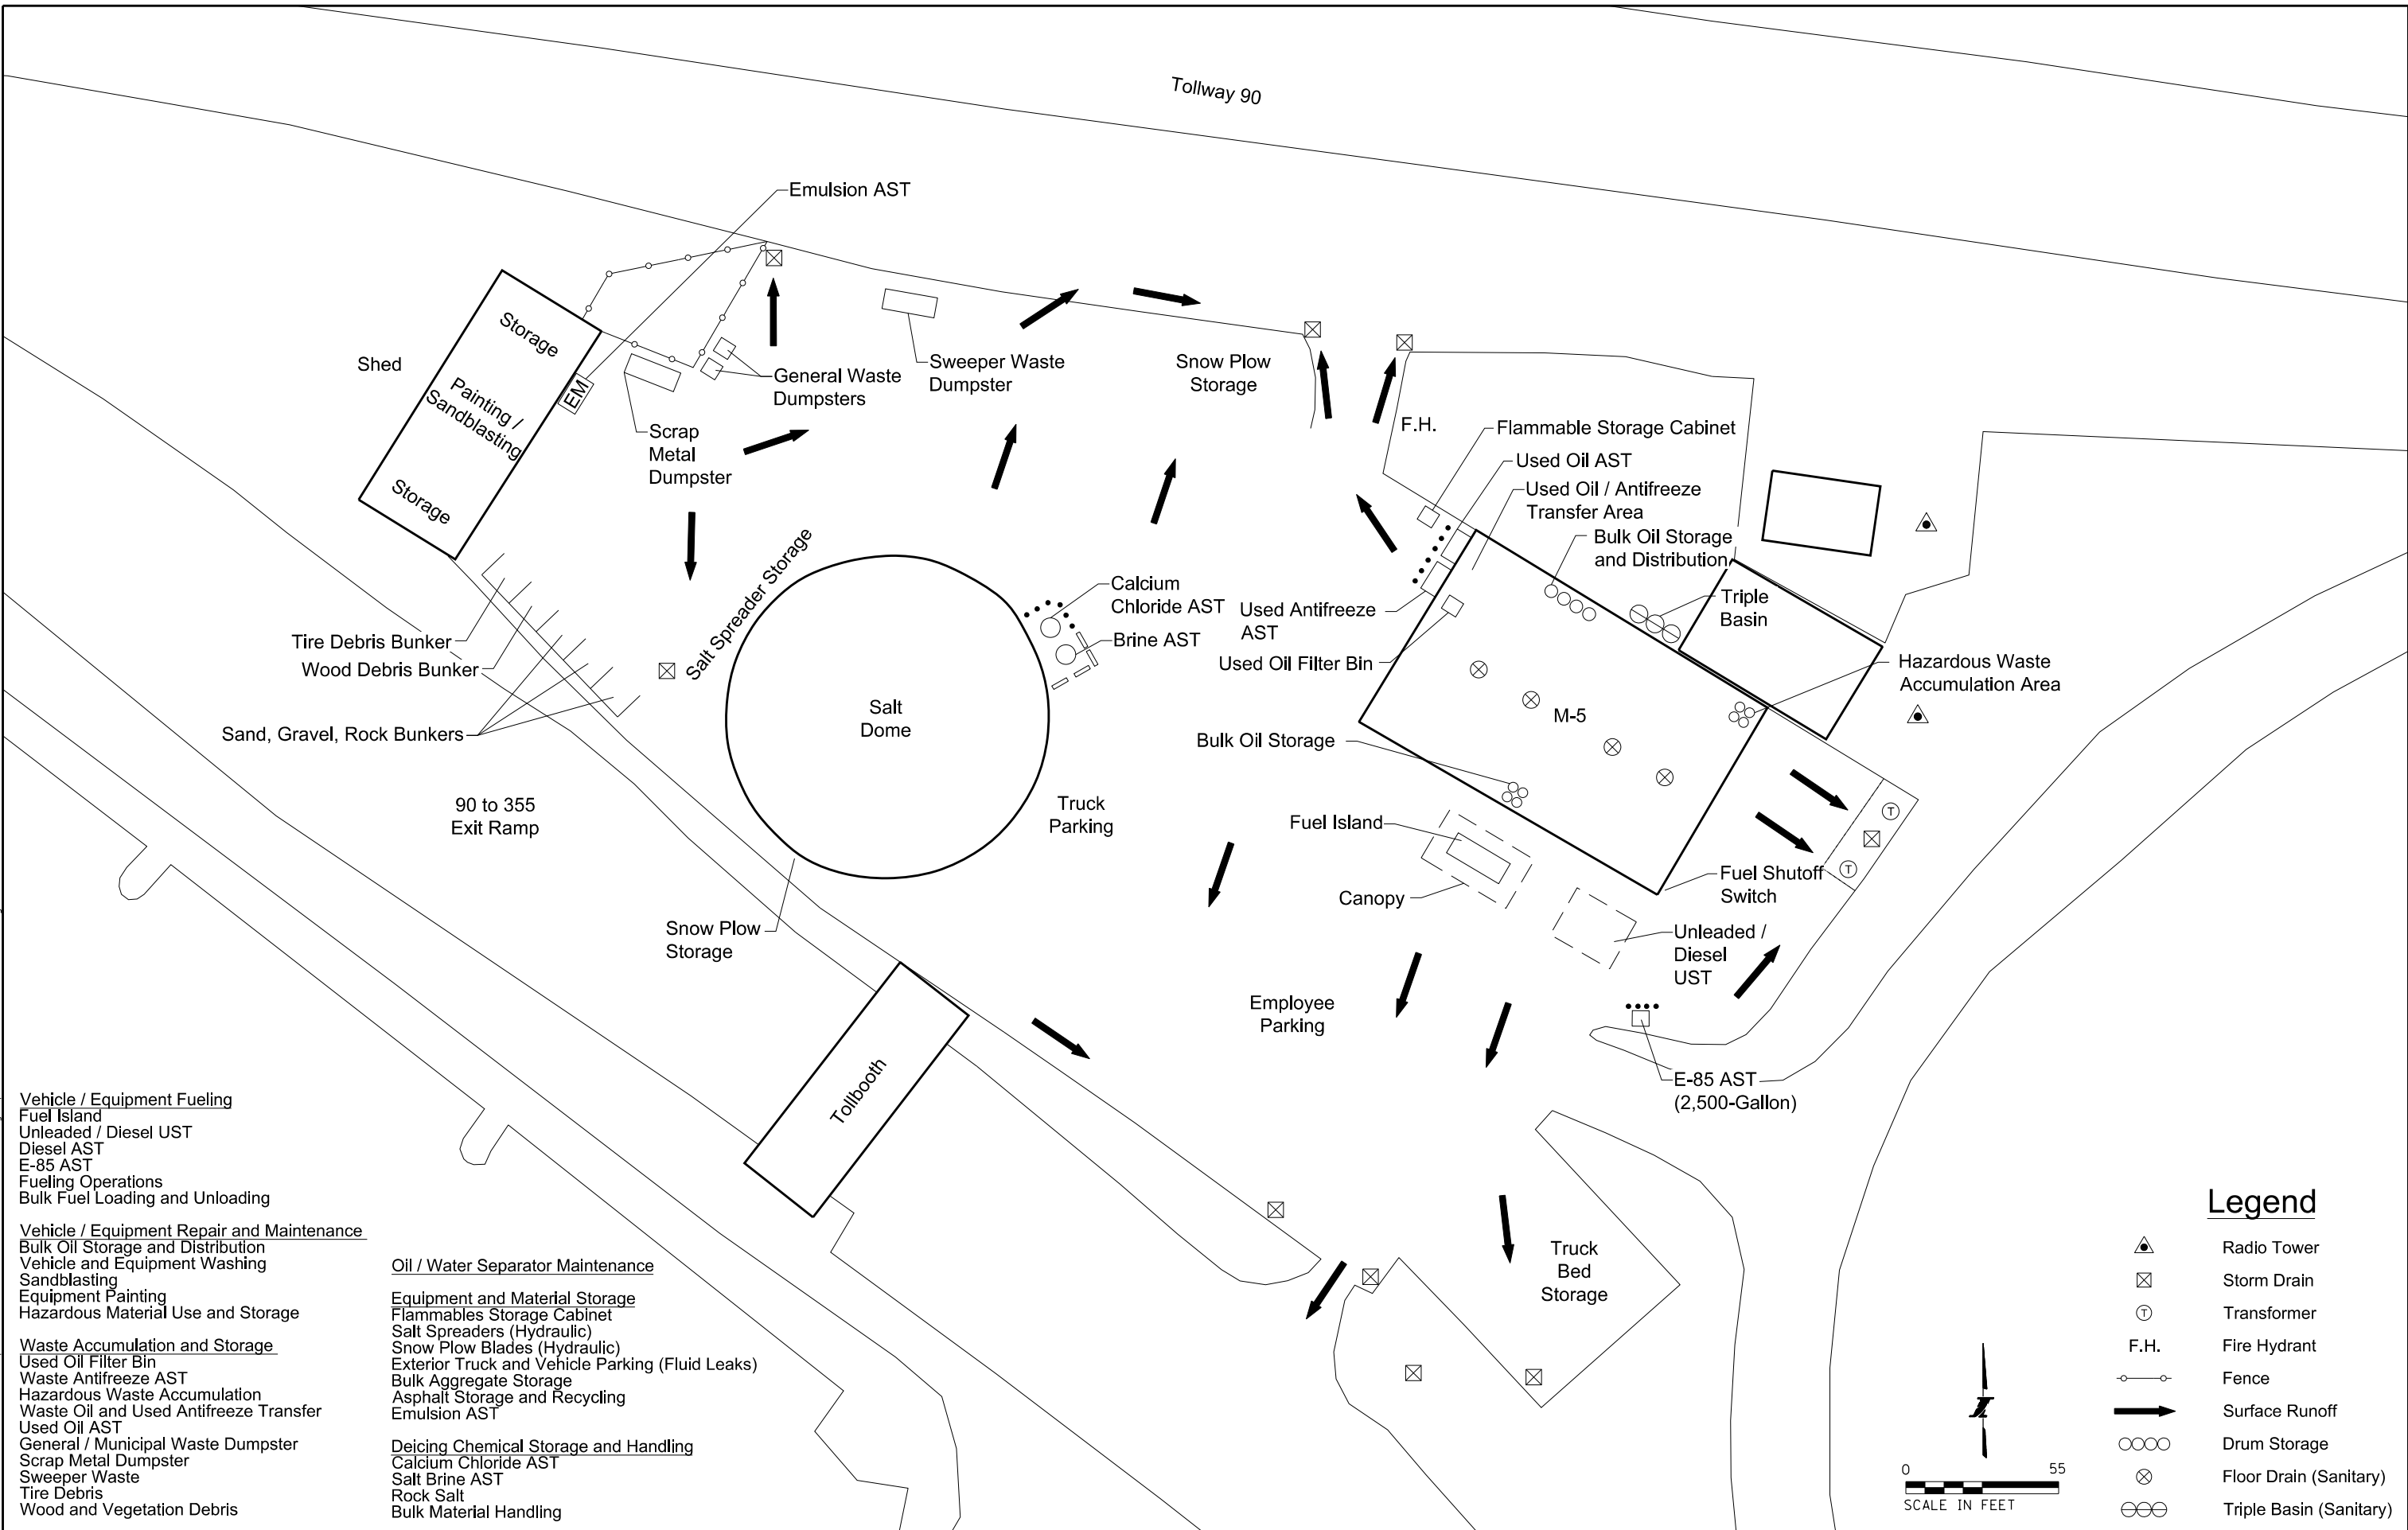 Tollway 90
Emulsion AST
Storage
Painting /
Sandblasting
Storage
EM
Shed
General Waste
Dumpsters
Sweeper Waste
Dumpster
Snow Plow
Storage
Scrap
Metal
Dumpster
F.H.
Flammable Storage Cabinet
Used Oil AST
Used Oil / Antifreeze
Transfer Area
Bulk Oil Storage
and Distribution
Triple
Basin
Salt Spreader Storage
Calcium
Chloride AST
Brine AST
Used Antifreeze
AST
Used Oil Filter Bin
Hazardous Waste
Accumulation Area
Tire Debris Bunker
Wood Debris Bunker
Sand, Gravel, Rock Bunkers
Salt
Dome
M-5
Bulk Oil Storage
90 to 355
Exit Ramp
Truck
Parking
Fuel Island
Canopy
T
T
Fuel Shutoff
Switch
Unleaded /
Diesel
UST
Snow Plow
Storage
Employee
Parking
Tollbooth
E-85 AST
(2,500-Gallon)
Truck
Bed
Storage
Vehicle / Equipment Fueling
Fuel Island
Unleaded / Diesel UST
Diesel AST
E-85 AST
Fueling Operations
Bulk Fuel Loading and Unloading
Vehicle / Equipment Repair and Maintenance
Bulk Oil Storage and Distribution
Vehicle and Equipment Washing
Sandblasting
Equipment Painting
Hazardous Material Use and Storage
Waste Accumulation and Storage
Used Oil Filter Bin
Waste Antifreeze AST
Hazardous Waste Accumulation
Waste Oil and Used Antifreeze Transfer
Used Oil AST
General / Municipal Waste Dumpster
Scrap Metal Dumpster
Sweeper Waste
Tire Debris
Wood and Vegetation Debris
Oil / Water Separator Maintenance
Equipment and Material Storage
Flammables Storage Cabinet
Salt Spreaders (Hydraulic)
Snow Plow Blades (Hydraulic)
Exterior Truck and Vehicle Parking (Fluid Leaks)
Bulk Aggregate Storage
Asphalt Storage and Recycling
Emulsion AST
Deicing Chemical Storage and Handling
Calcium Chloride AST
Salt Brine AST
Rock Salt
Bulk Material Handling
Legend
Radio Tower
Storm Drain
T Transformer
F.H. Fire Hydrant
Fence
Surface Runoff
Drum Storage
Floor Drain (Sanitary)
Triple Basin (Sanitary)
0 55
SCALE IN FEET